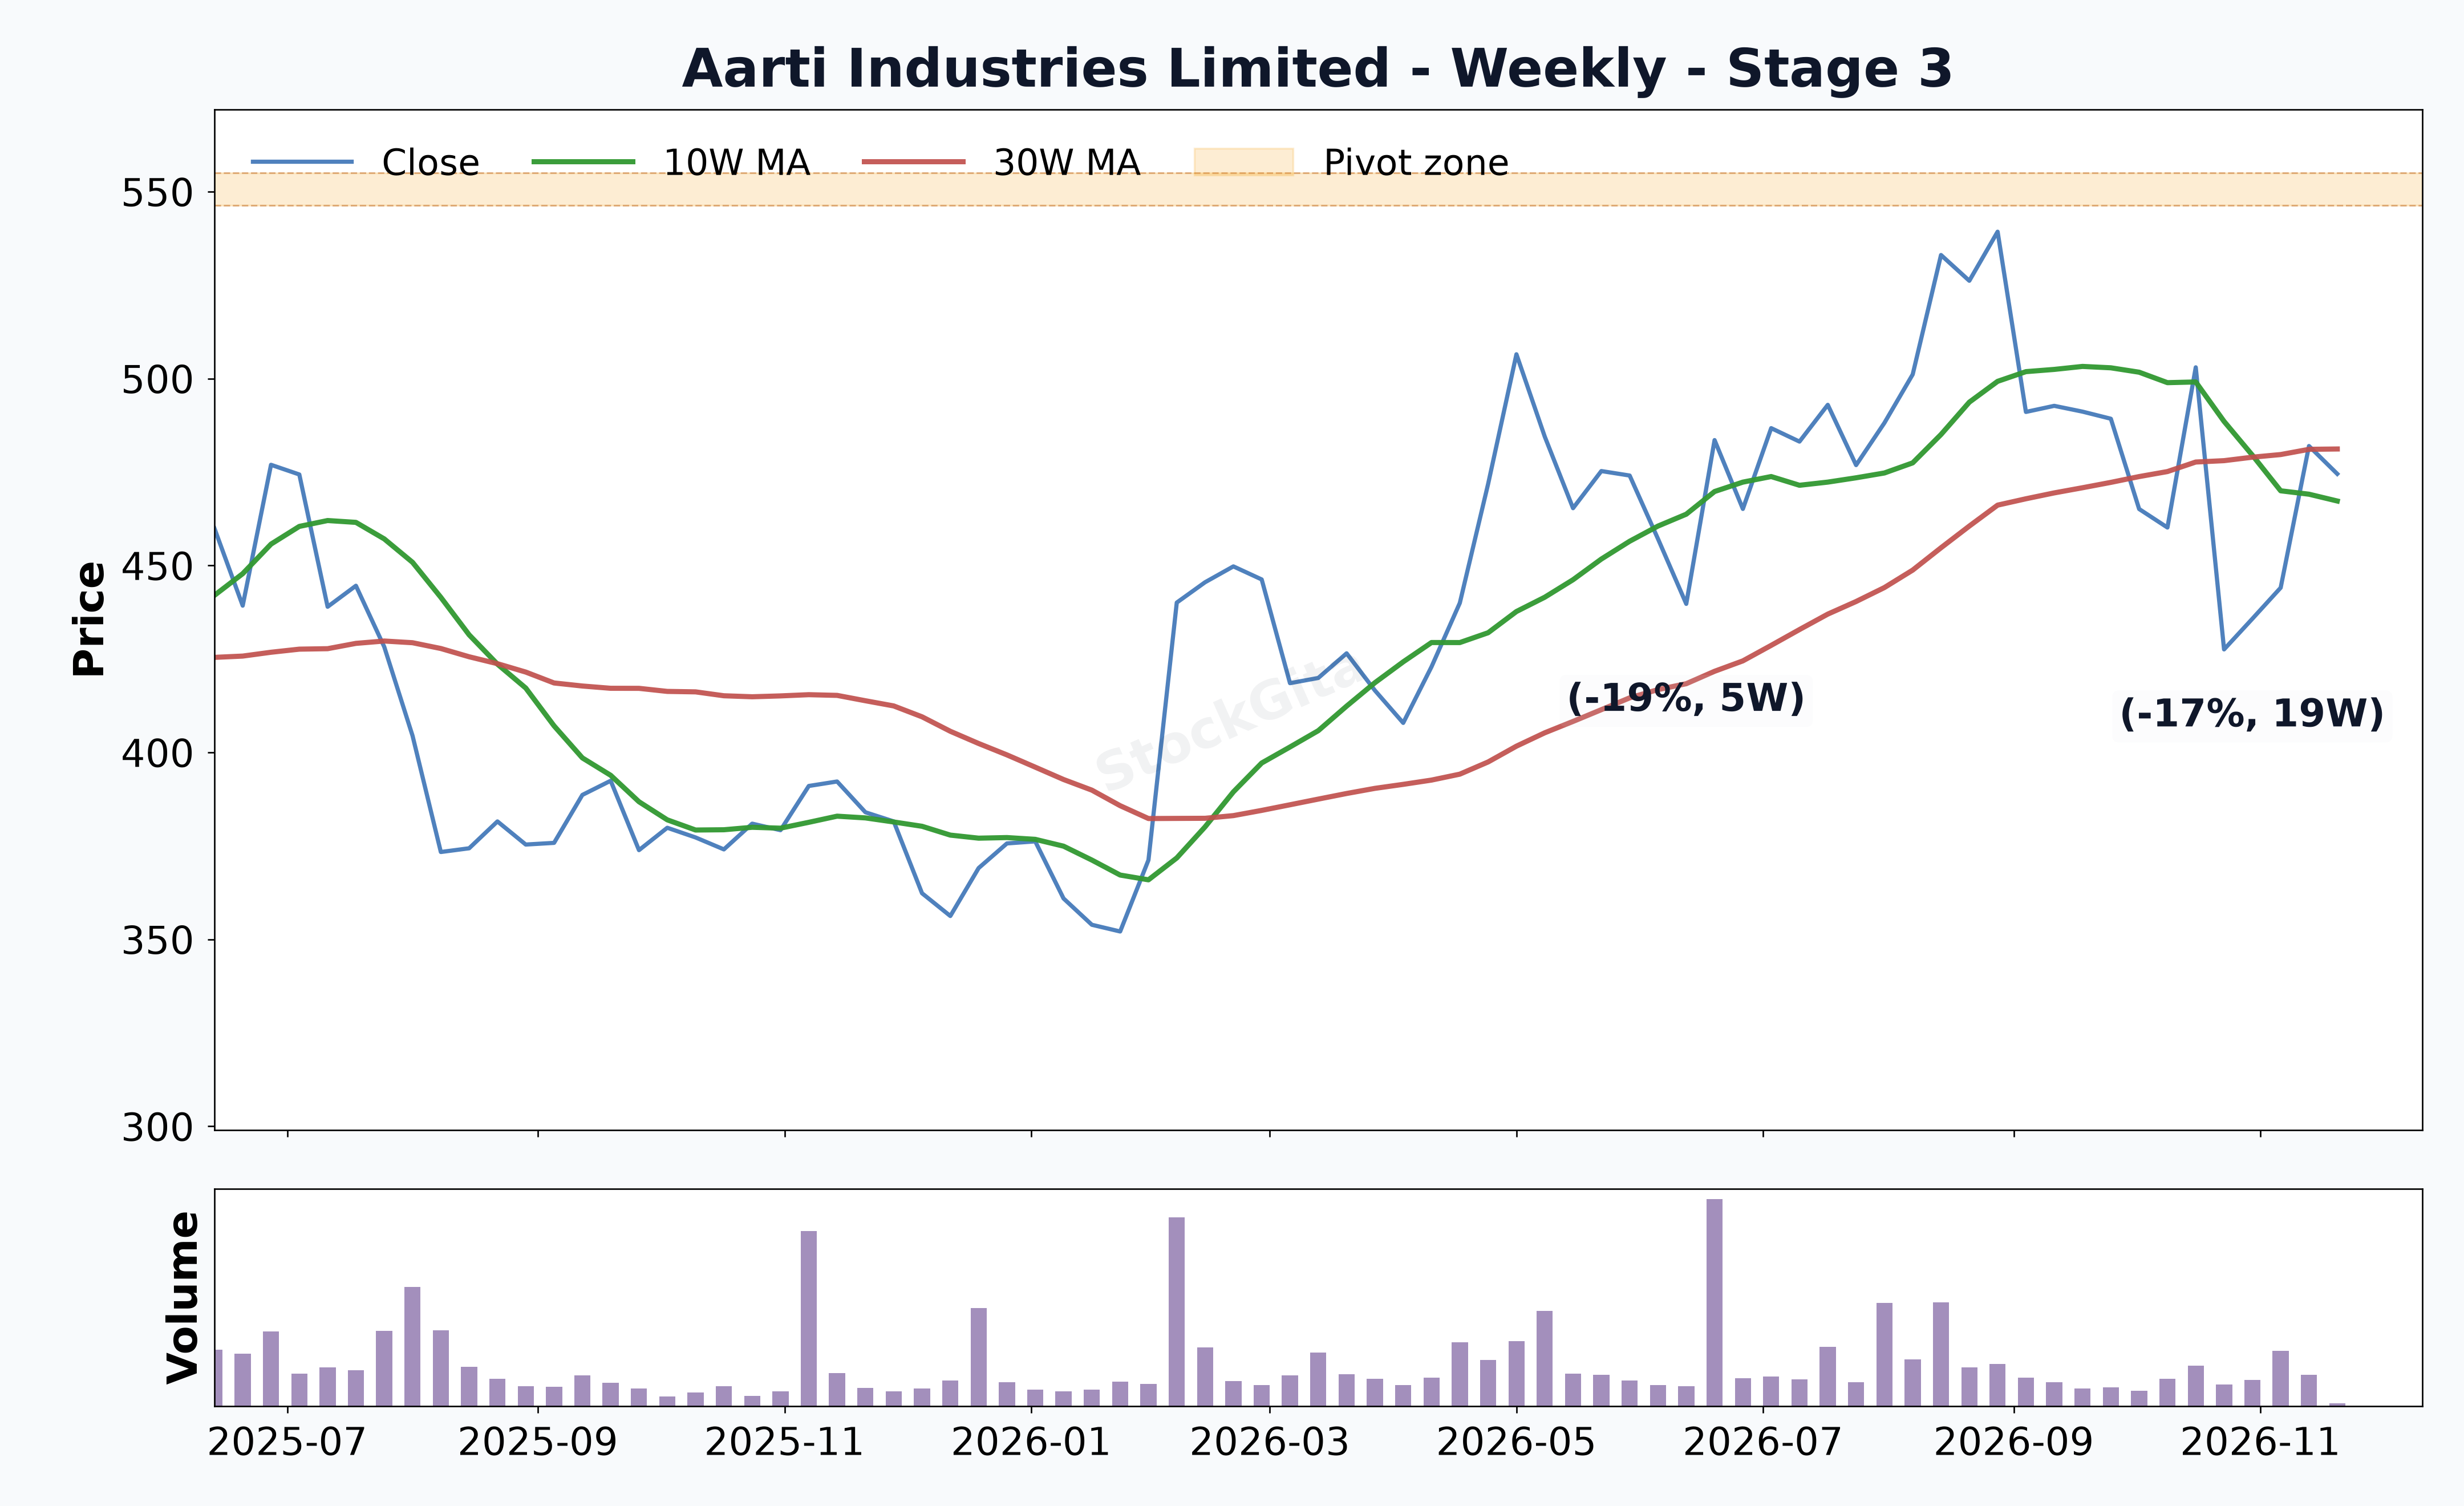 Aarti Industries Limited - Weekly - Stage 3
Close
10W MA
30W MA
Pivot zone
Price
550
500
450
400
350
300
StockGita
(-19%, 5W)
(-17%, 19W)
Volume
2025-07
2025-09
2025-11
2026-01
2026-03
2026-05
2026-07
2026-09
2026-11